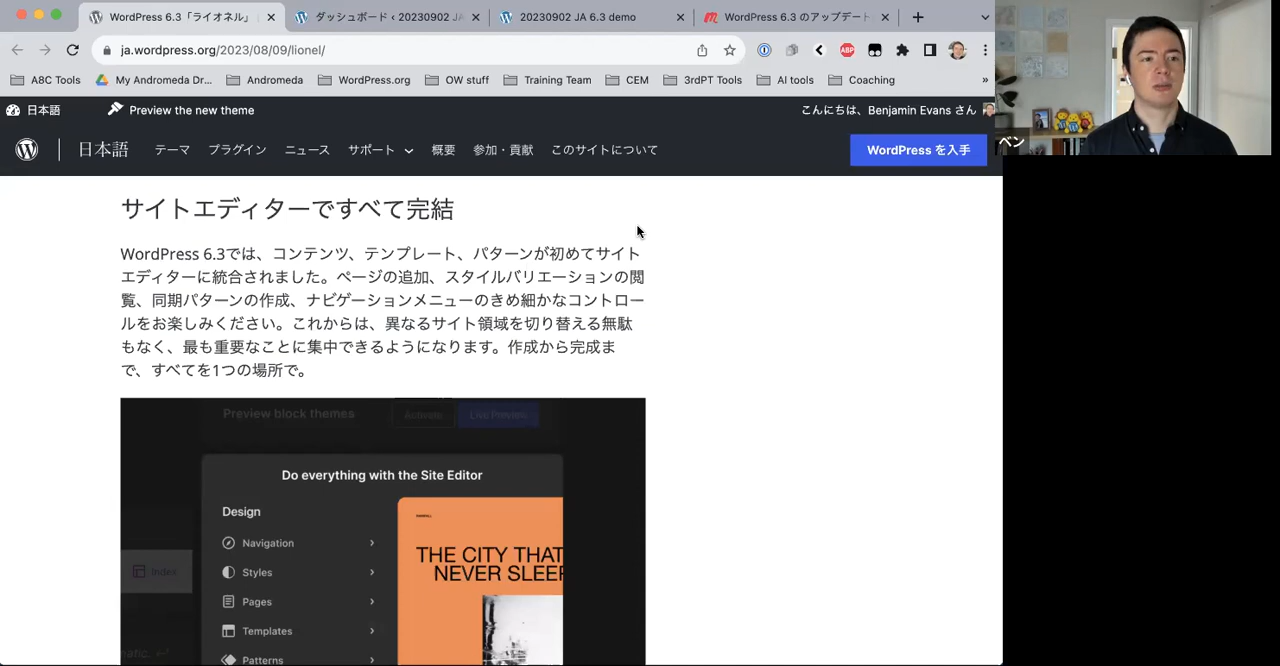 WordPress 6.3「ライオネル」
ダッシュボード ‹ 20230902 JA
20230902 JA 6.3 demo
WordPress 6.3 のアップデート
ja.wordpress.org/2023/08/09/lionel/
ABP
A8C Tools
My Andromeda Dr...
Andromeda
WordPress.org
OW stuff
Training Team
CEM
3rdPT Tools
AI tools
Coaching
»
日本語
Preview the new theme
こんにちは、Benjamin Evans さん
日本語
テーマ
プラグイン
ニュース
サポート
概要
参加・貢献
このサイトについて
WordPress を入手
ベン
サイトエディターですべて完結
WordPress 6.3では、コンテンツ、テンプレート、パターンが初めてサイト
エディターに統合されました。ページの追加、スタイルバリエーションの閲
覧、同期パターンの作成、ナビゲーションメニューのきめ細かなコントロー
ルをお楽しみください。これからは、異なるサイト領域を切り替える無駄
もなく、最も重要なことに集中できるようになります。作成から完成ま
で、すべてを1つの場所で。
Preview block themes
Activate
Live Preview
Do everything with the Site Editor
Design
Navigation
Styles
Pages
Templates
Patterns
Index
THE CITY THAT
NEVER SLEEP